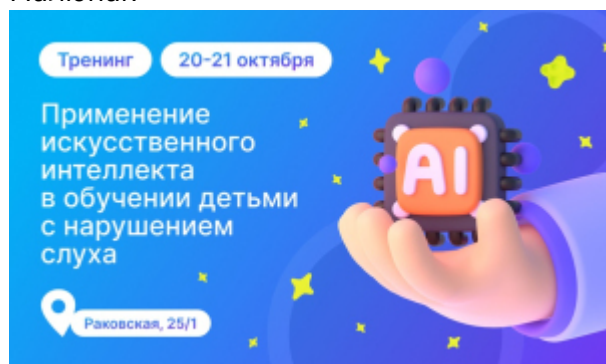 Тренинг
20-21 октября
Применение
искусственного
интеллекта
в обучении детьми
с нарушением
слуха
AI
Раковская, 25/1